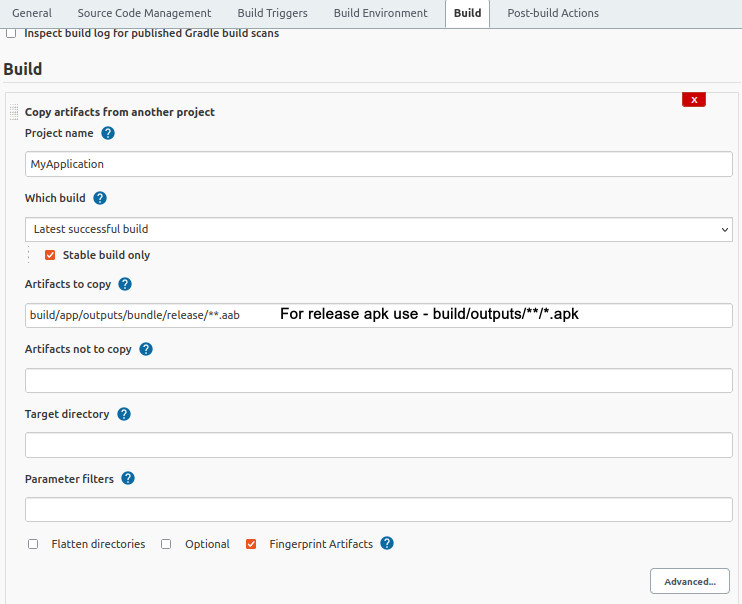 General Source Code Management Build Triggers Build Environment Build Post-build Actions
Inspect build log for published Gradle build scans
Build
X
Copy artifacts from another project
Project name ?
MyApplication
Which build ?
Latest successful build
Stable build only
Artifacts to copy ?
build/app/outputs/bundle/release/**.aab For release apk use - build/outputs/**/*.apk
Artifacts not to copy ?
Target directory ?
Parameter filters ?
Flatten directories Optional Fingerprint Artifacts ?
Advanced...